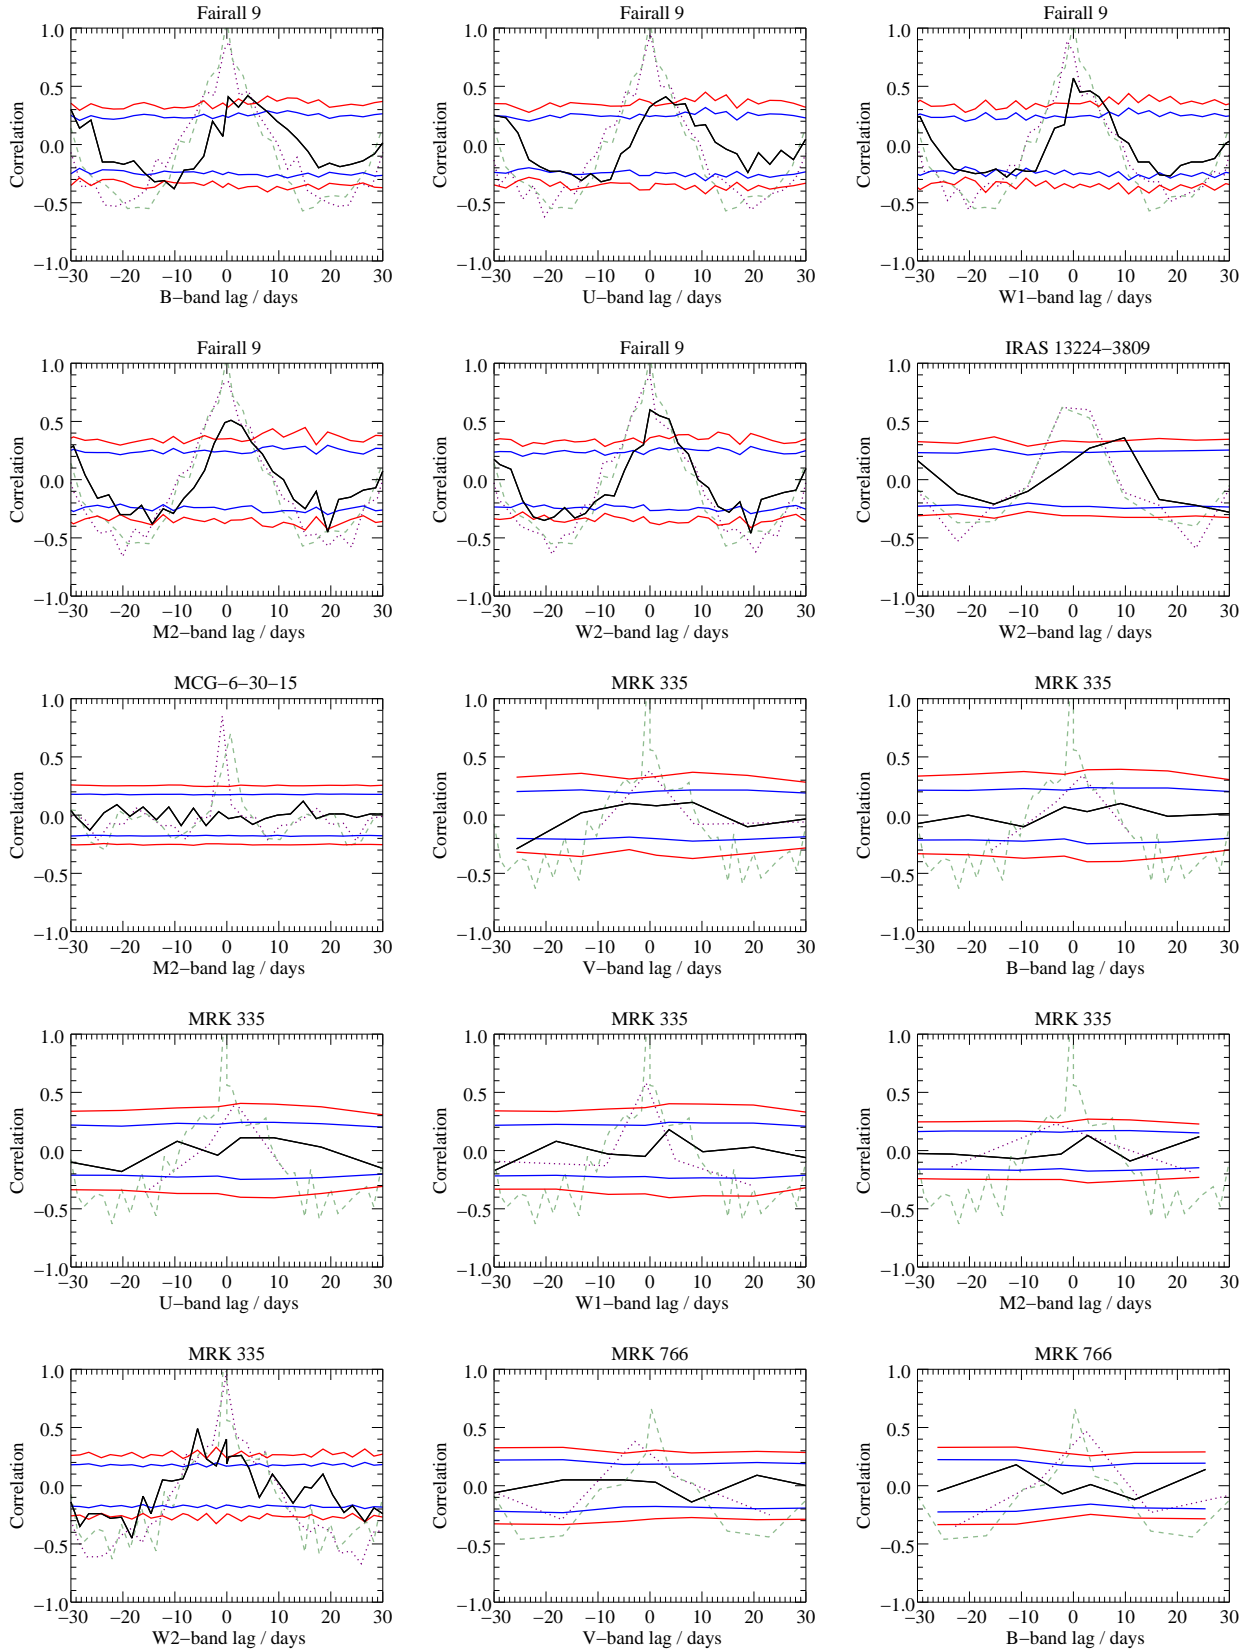 Fairall 9 Fairall 9 Fairall 9
1.0 1.0 1.0
0.5 0.5 0.5
0.0 0.0 0.0
−0.5 −0.5 −0.5
−1.0 −1.0 −1.0
Correlation Correlation Correlation
−30 −20 −10 0 10 20 30 −30 −20 −10 0 10 20 30 −30 −20 −10 0 10 20 30
B−band lag / days U−band lag / days W1−band lag / days
Fairall 9 Fairall 9 IRAS 13224−3809
1.0 1.0 1.0
0.5 0.5 0.5
0.0 0.0 0.0
−0.5 −0.5 −0.5
−1.0 −1.0 −1.0
Correlation Correlation Correlation
−30 −20 −10 0 10 20 30 −30 −20 −10 0 10 20 30 −30 −20 −10 0 10 20 30
M2−band lag / days W2−band lag / days W2−band lag / days
MCG−6−30−15 MRK 335 MRK 335
1.0 1.0 1.0
0.5 0.5 0.5
0.0 0.0 0.0
−0.5 −0.5 −0.5
−1.0 −1.0 −1.0
Correlation Correlation Correlation
−30 −20 −10 0 10 20 30 −30 −20 −10 0 10 20 30 −30 −20 −10 0 10 20 30
M2−band lag / days V−band lag / days B−band lag / days
MRK 335 MRK 335 MRK 335
1.0 1.0 1.0
0.5 0.5 0.5
0.0 0.0 0.0
−0.5 −0.5 −0.5
−1.0 −1.0 −1.0
Correlation Correlation Correlation
−30 −20 −10 0 10 20 30 −30 −20 −10 0 10 20 30 −30 −20 −10 0 10 20 30
U−band lag / days W1−band lag / days M2−band lag / days
MRK 335 MRK 766 MRK 766
1.0 1.0 1.0
0.5 0.5 0.5
0.0 0.0 0.0
−0.5 −0.5 −0.5
−1.0 −1.0 −1.0
Correlation Correlation Correlation
−30 −20 −10 0 10 20 30 −30 −20 −10 0 10 20 30 −30 −20 −10 0 10 20 30
W2−band lag / days V−band lag / days B−band lag / days